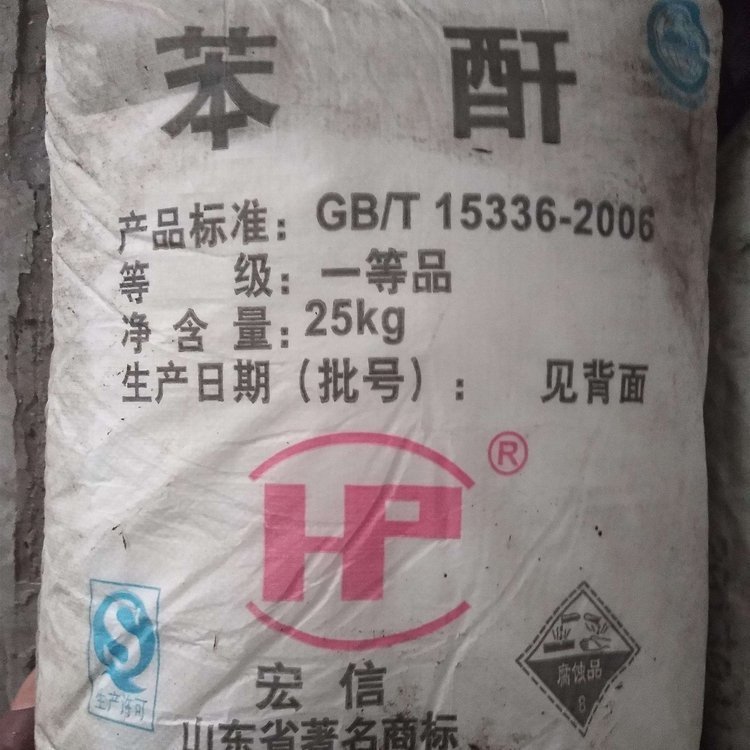 苯 酐
产品标准：GB/T 15336-2006
等 级：一等品
净 含 量：25kg
生产日期（批号）： 见背面
®
HP
生产许可
腐蚀品
8
宏 信
山东省著名商标